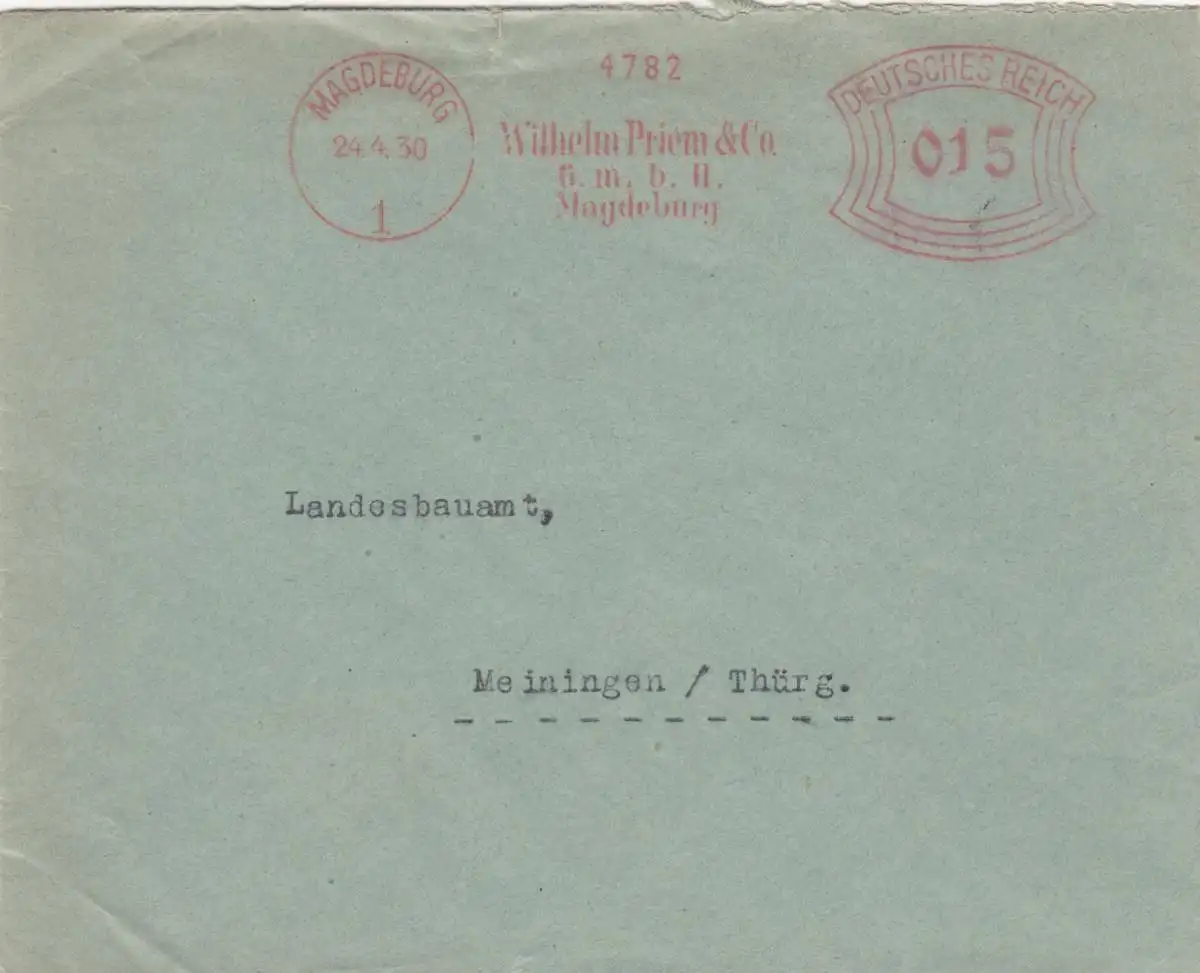 MAGDEBURG
24.4.30
1
4782
Wilhelm Priem & Co.
G. m. b. H.
Magdeburg
DEUTSCHES REICH
015
Landesbauamt,
Meiningen / Thürg.
- - - - - - - - - - -